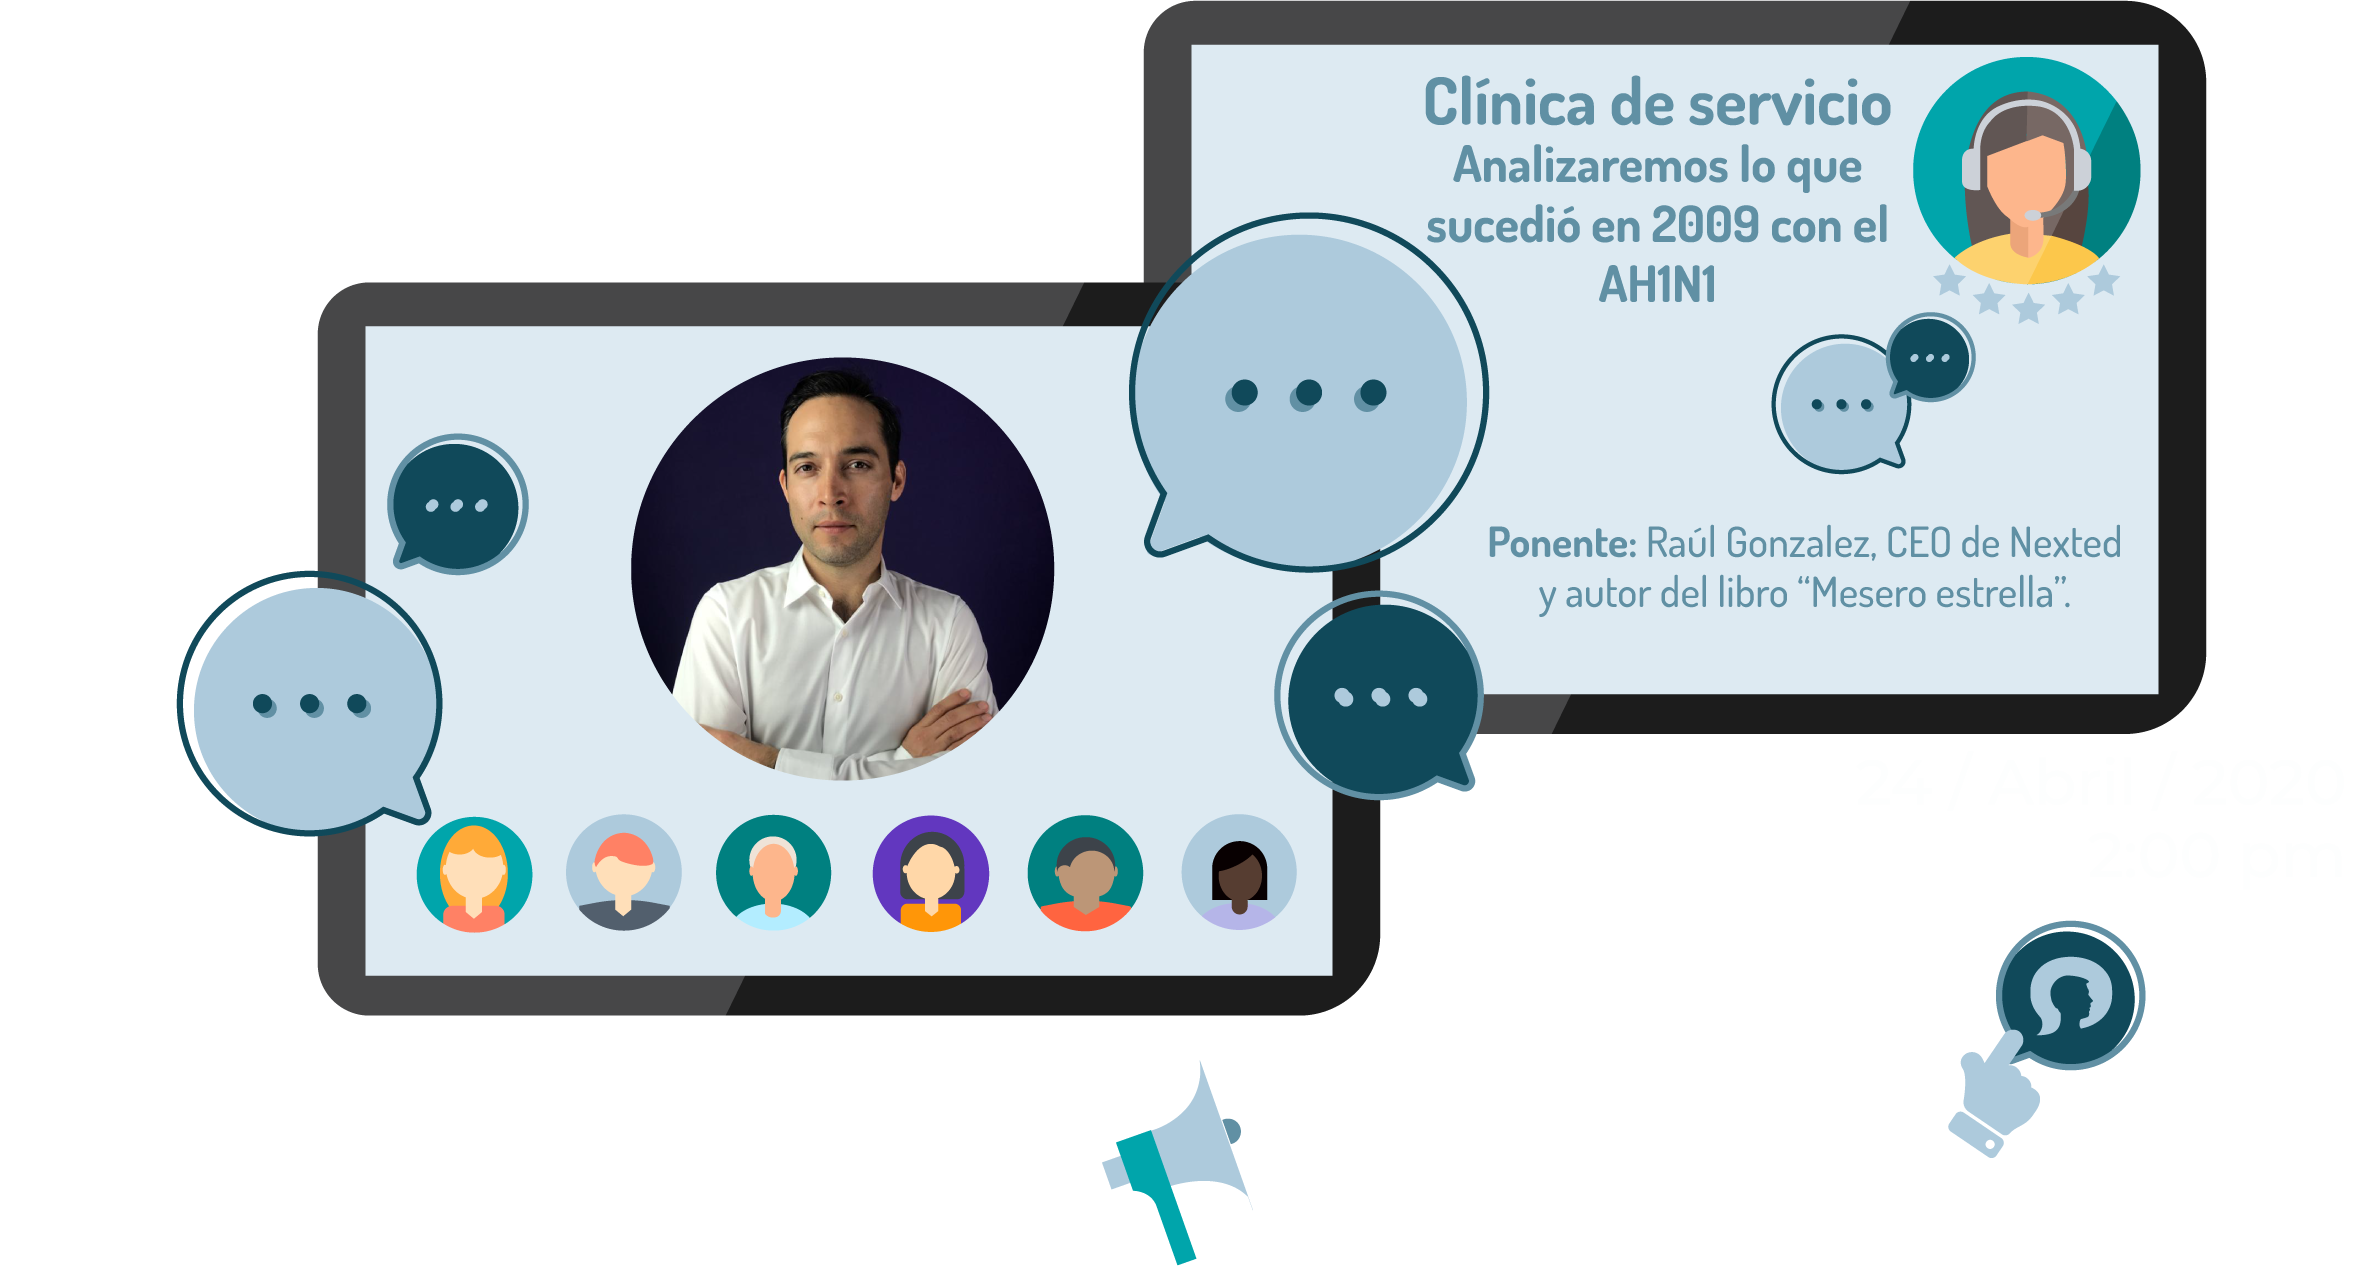 Clínica de servicio
Analizaremos lo que
sucedió en 2009 con el
AH1N1
Ponente: Raúl Gonzalez, CEO de Nexted
y autor del libro “Mesero estrella”.